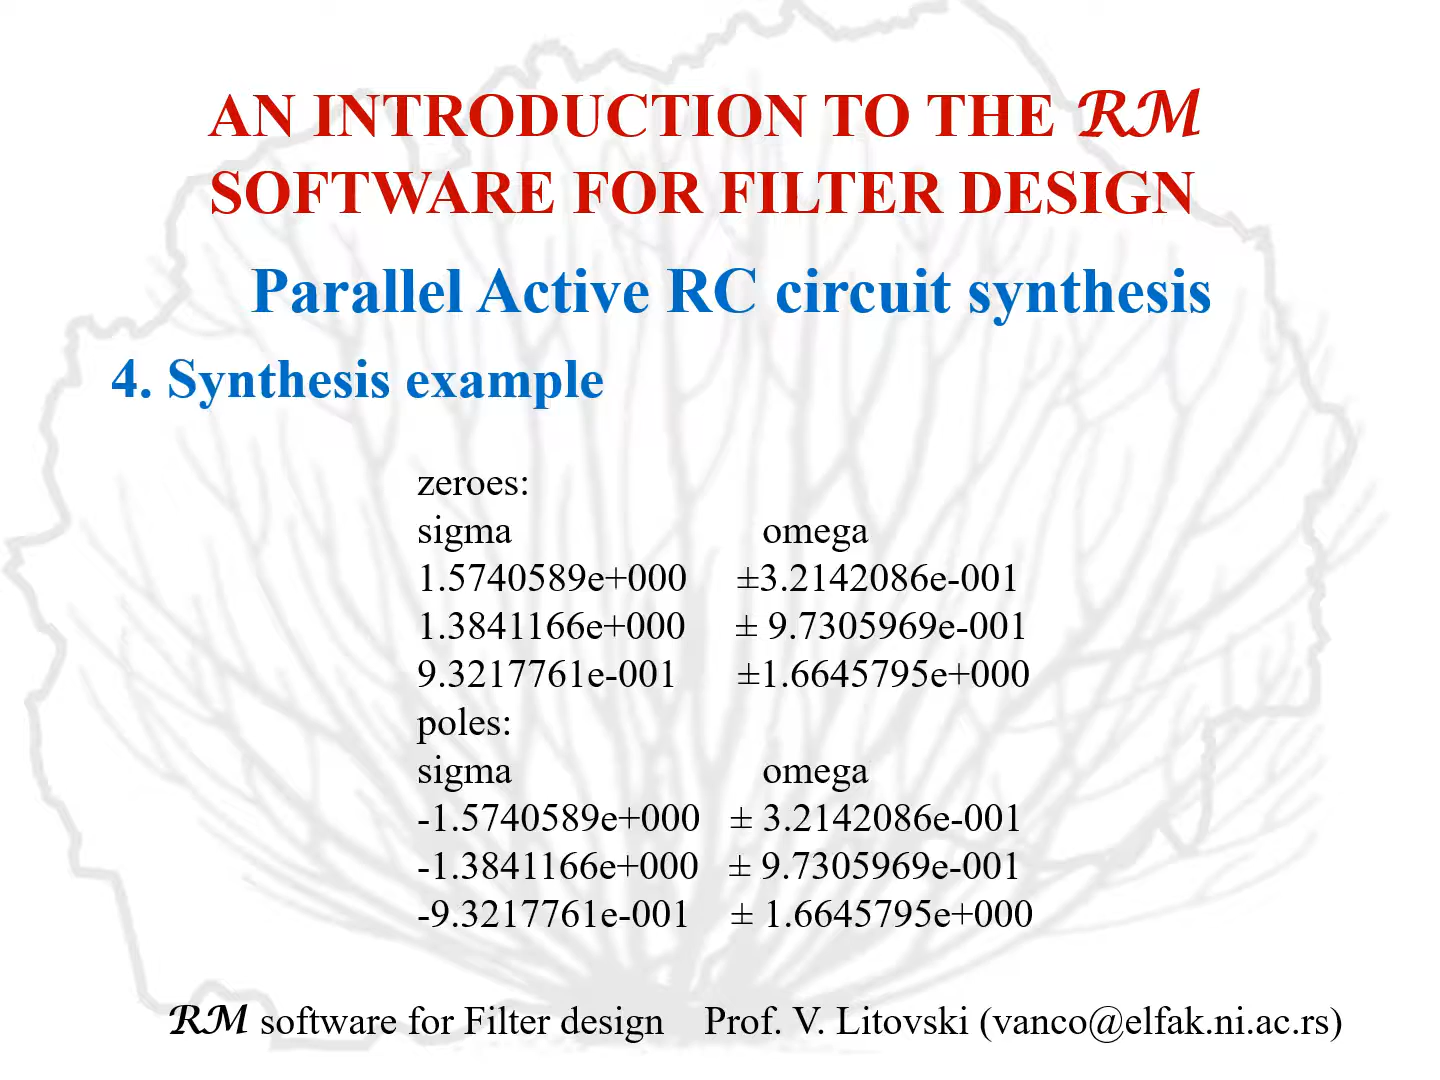 AN INTRODUCTION TO THE RM
SOFTWARE FOR FILTER DESIGN
Parallel Active RC circuit synthesis
4. Synthesis example
zeroes:
sigma omega
1.5740589e+000 ±3.2142086e-001
1.3841166e+000 ± 9.7305969e-001
9.3217761e-001 ±1.6645795e+000
poles:
sigma omega
-1.5740589e+000 ± 3.2142086e-001
-1.3841166e+000 ± 9.7305969e-001
-9.3217761e-001 ± 1.6645795e+000
RM software for Filter design Prof. V. Litovski (vanco@elfak.ni.ac.rs)